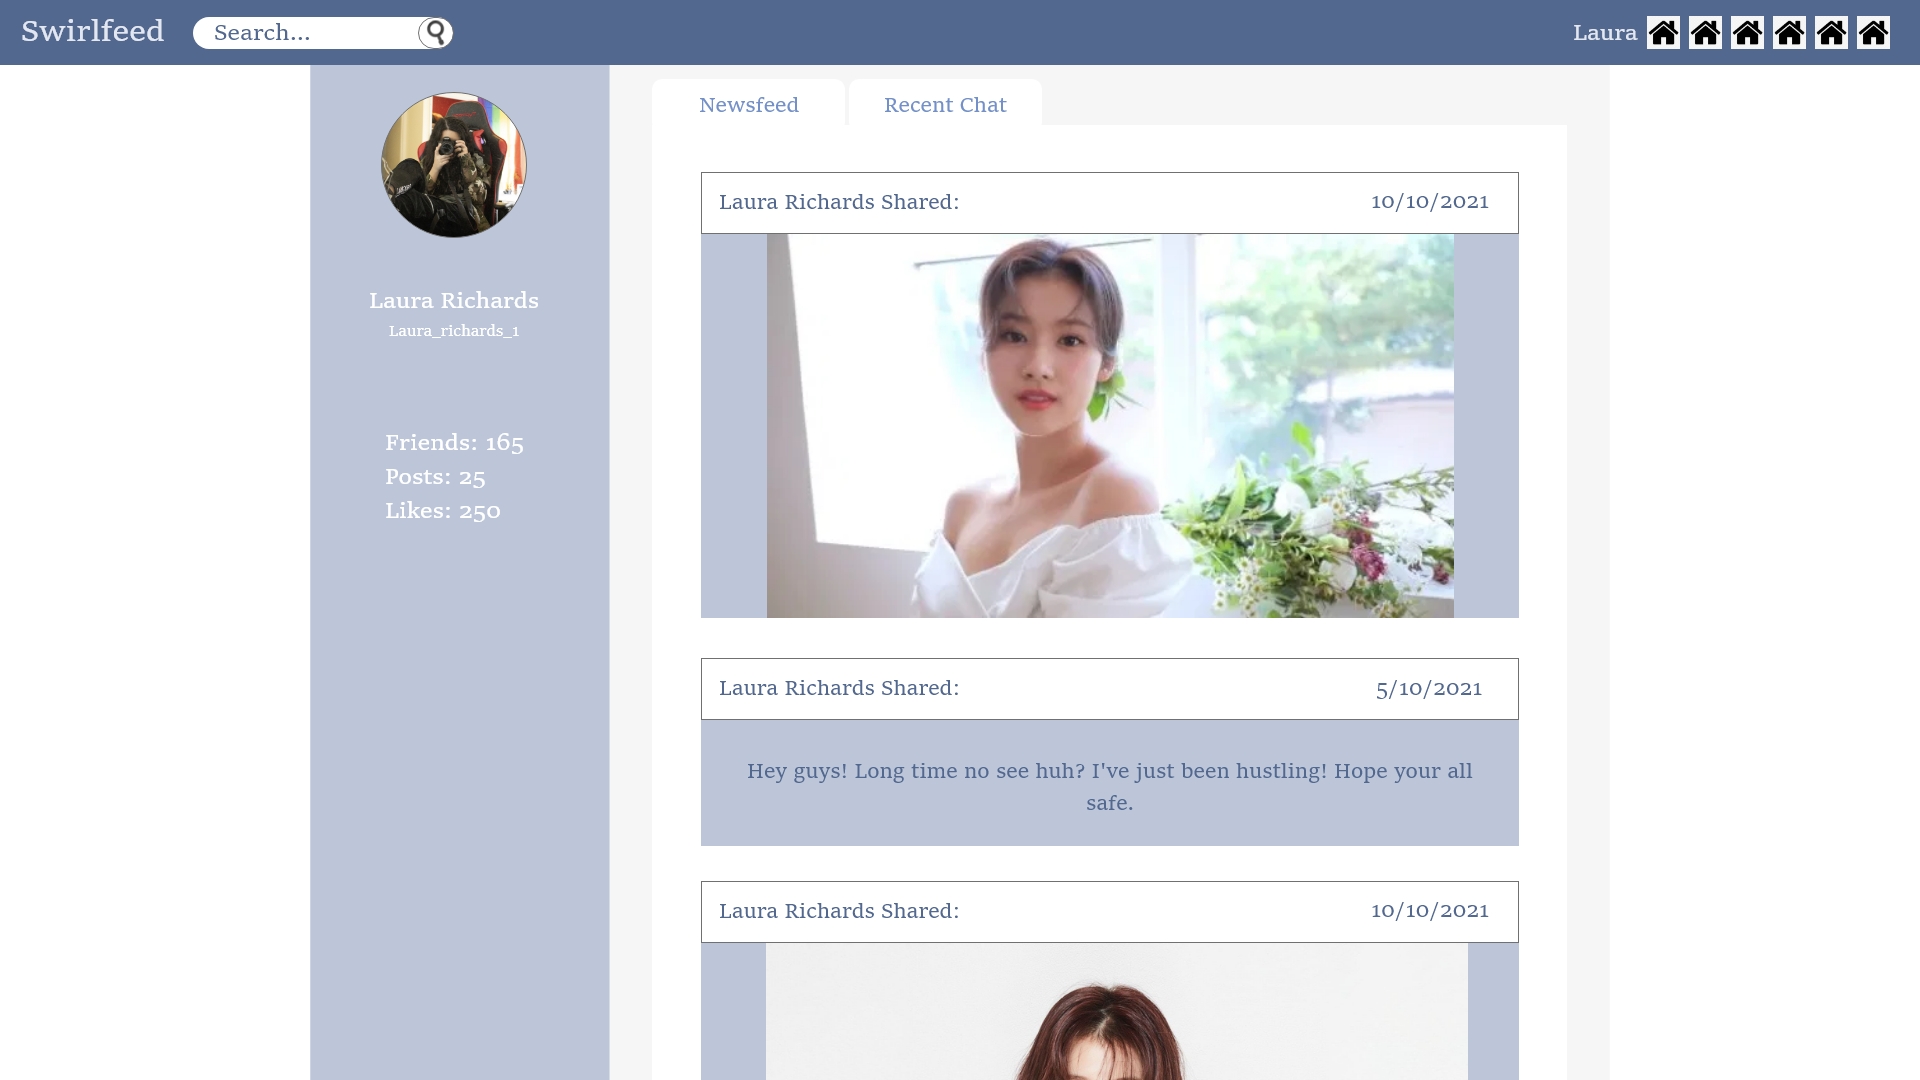 Swirlfeed
Search...
Laura
Newsfeed
Recent Chat
Laura Richards
Laura_richards_1
Friends: 165
Posts: 25
Likes: 250
Laura Richards Shared:
10/10/2021
Laura Richards Shared:
5/10/2021
Hey guys! Long time no see huh? I've just been hustling! Hope your all
safe.
Laura Richards Shared:
10/10/2021